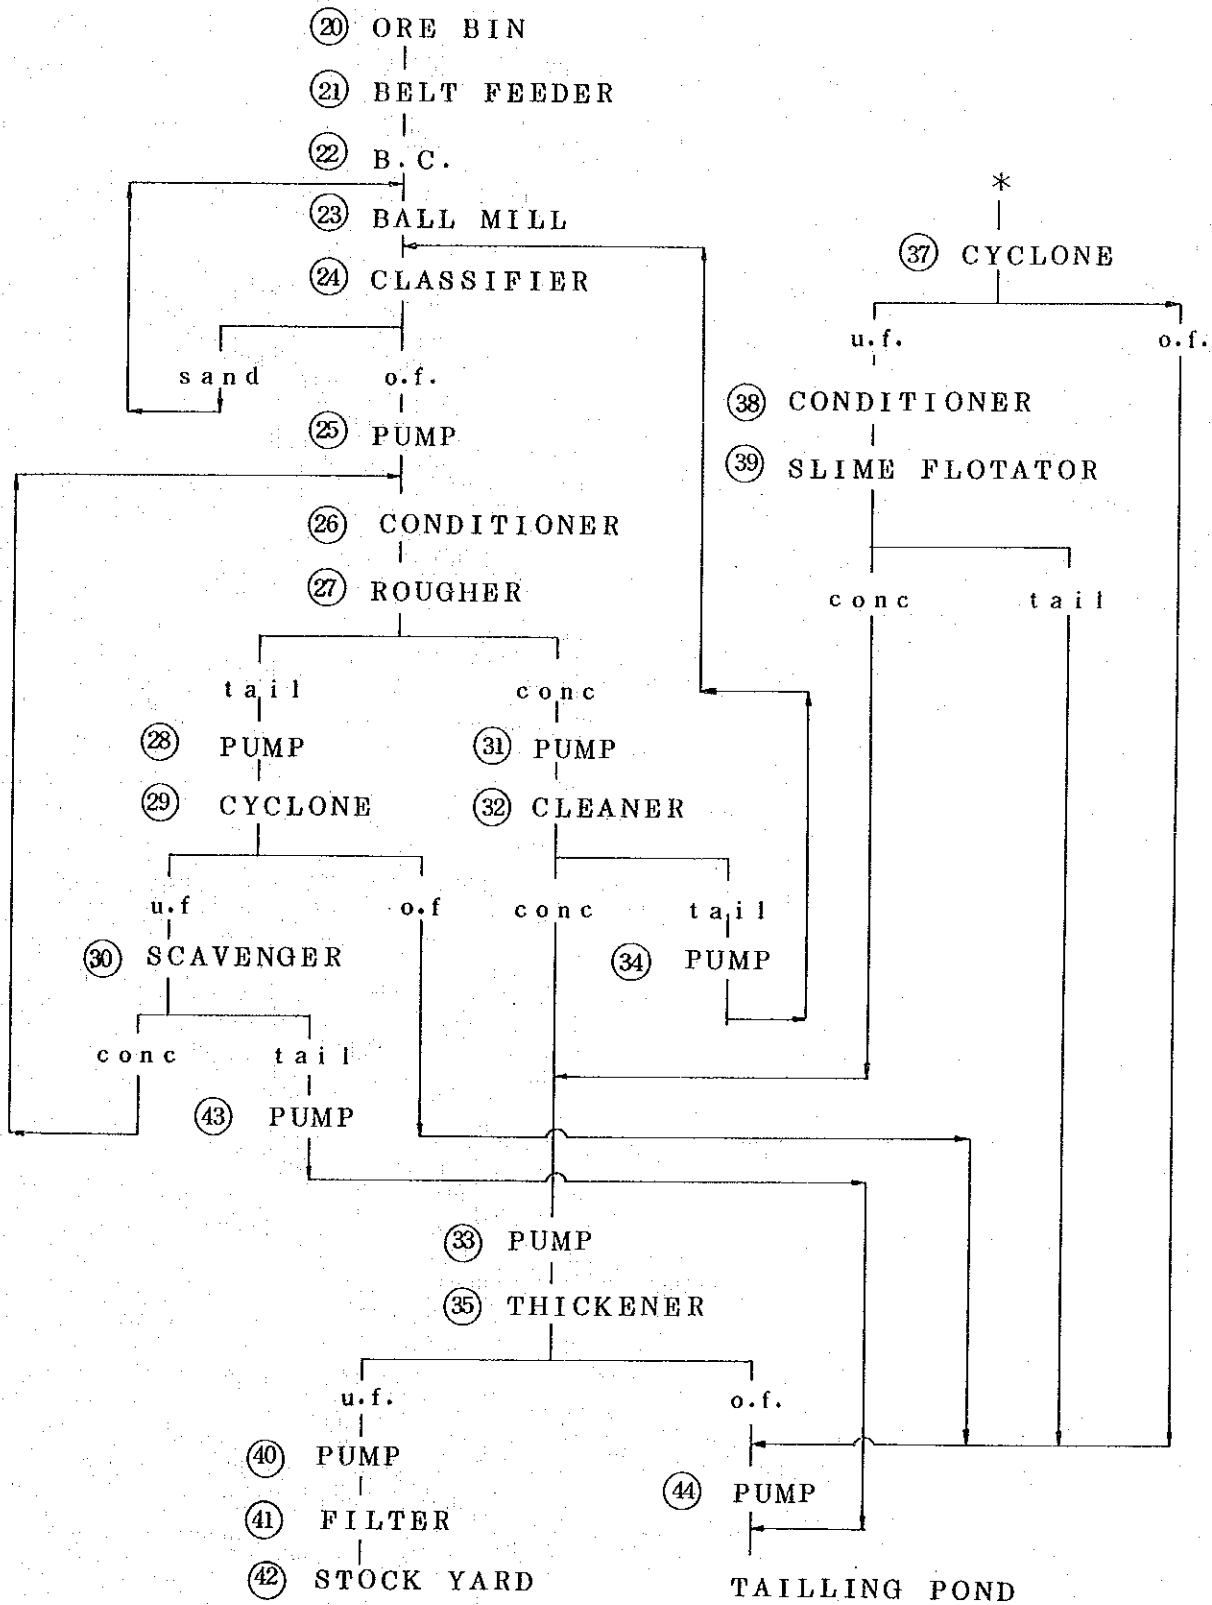 20 ORE BIN
21 BELT FEEDER
22 B.C.
*
23 BALL MILL
37 CYCLONE
24 CLASSIFIER
u.f. o.f.
sand o.f.
38 CONDITIONER
25 PUMP
39 SLIME FLOTATOR
26 CONDITIONER
27 ROUGHER
conc tail
tail conc
28 PUMP 31 PUMP
29 CYCLONE 32 CLEANER
u.f o.f conc tail
30 SCAVENGER 34 PUMP
conc tail
43 PUMP
33 PUMP
35 THICKENER
u.f. o.f.
40 PUMP
44 PUMP
41 FILTER
42 STOCK YARD
TAILLING POND